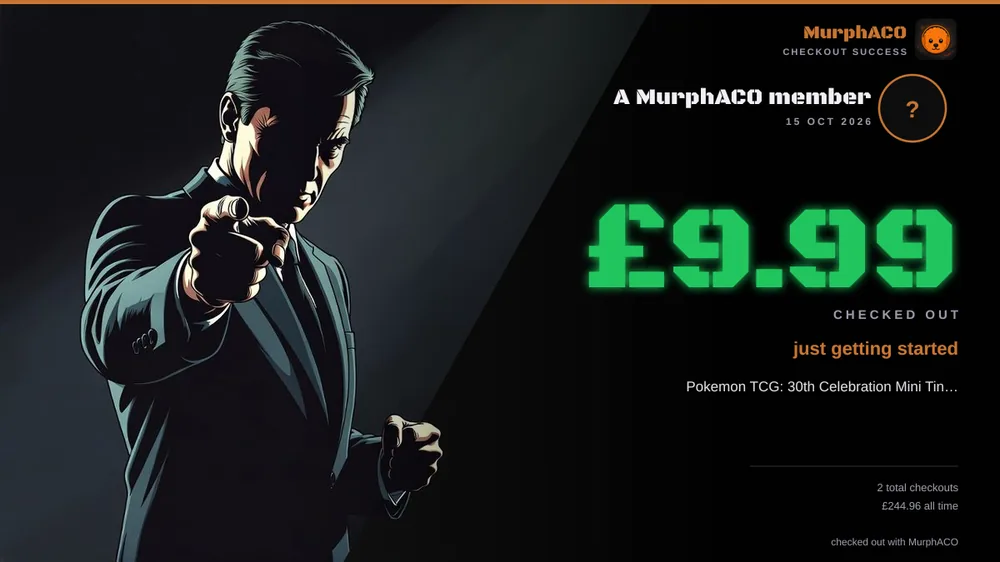 MurphACO
CHECKOUT SUCCESS
A MurphACO member
15 OCT 2026
?
£9.99
CHECKED OUT
just getting started
Pokemon TCG: 30th Celebration Mini Tin…
2 total checkouts
£244.96 all time
checked out with MurphACO